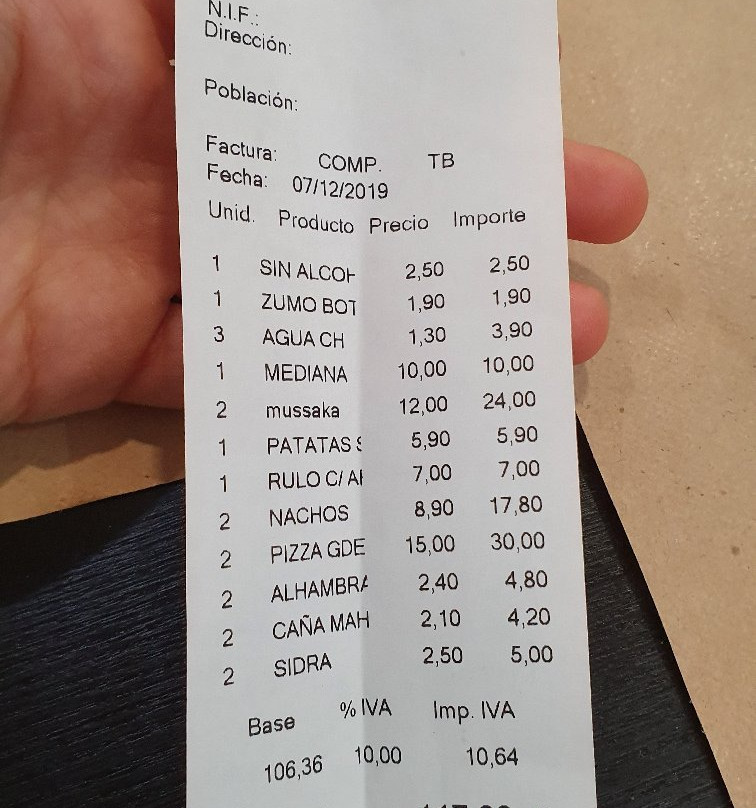 N.I.F.:
Dirección:
Población:
Factura: COMP. TB
Fecha: 07/12/2019
Unid. Producto Precio Importe
1 SIN ALCOH 2,50 2,50
1 ZUMO BOT 1,90 1,90
3 AGUA CH 1,30 3,90
1 MEDIANA 10,00 10,00
2 mussaka 12,00 24,00
1 PATATAS S 5,90 5,90
1 RULO C/ AH 7,00 7,00
2 NACHOS 8,90 17,80
2 PIZZA GDE 15,00 30,00
2 ALHAMBRA 2,40 4,80
2 CAÑA MAH 2,10 4,20
2 SIDRA 2,50 5,00
Base % IVA Imp. IVA
106,36 10,00 10,64